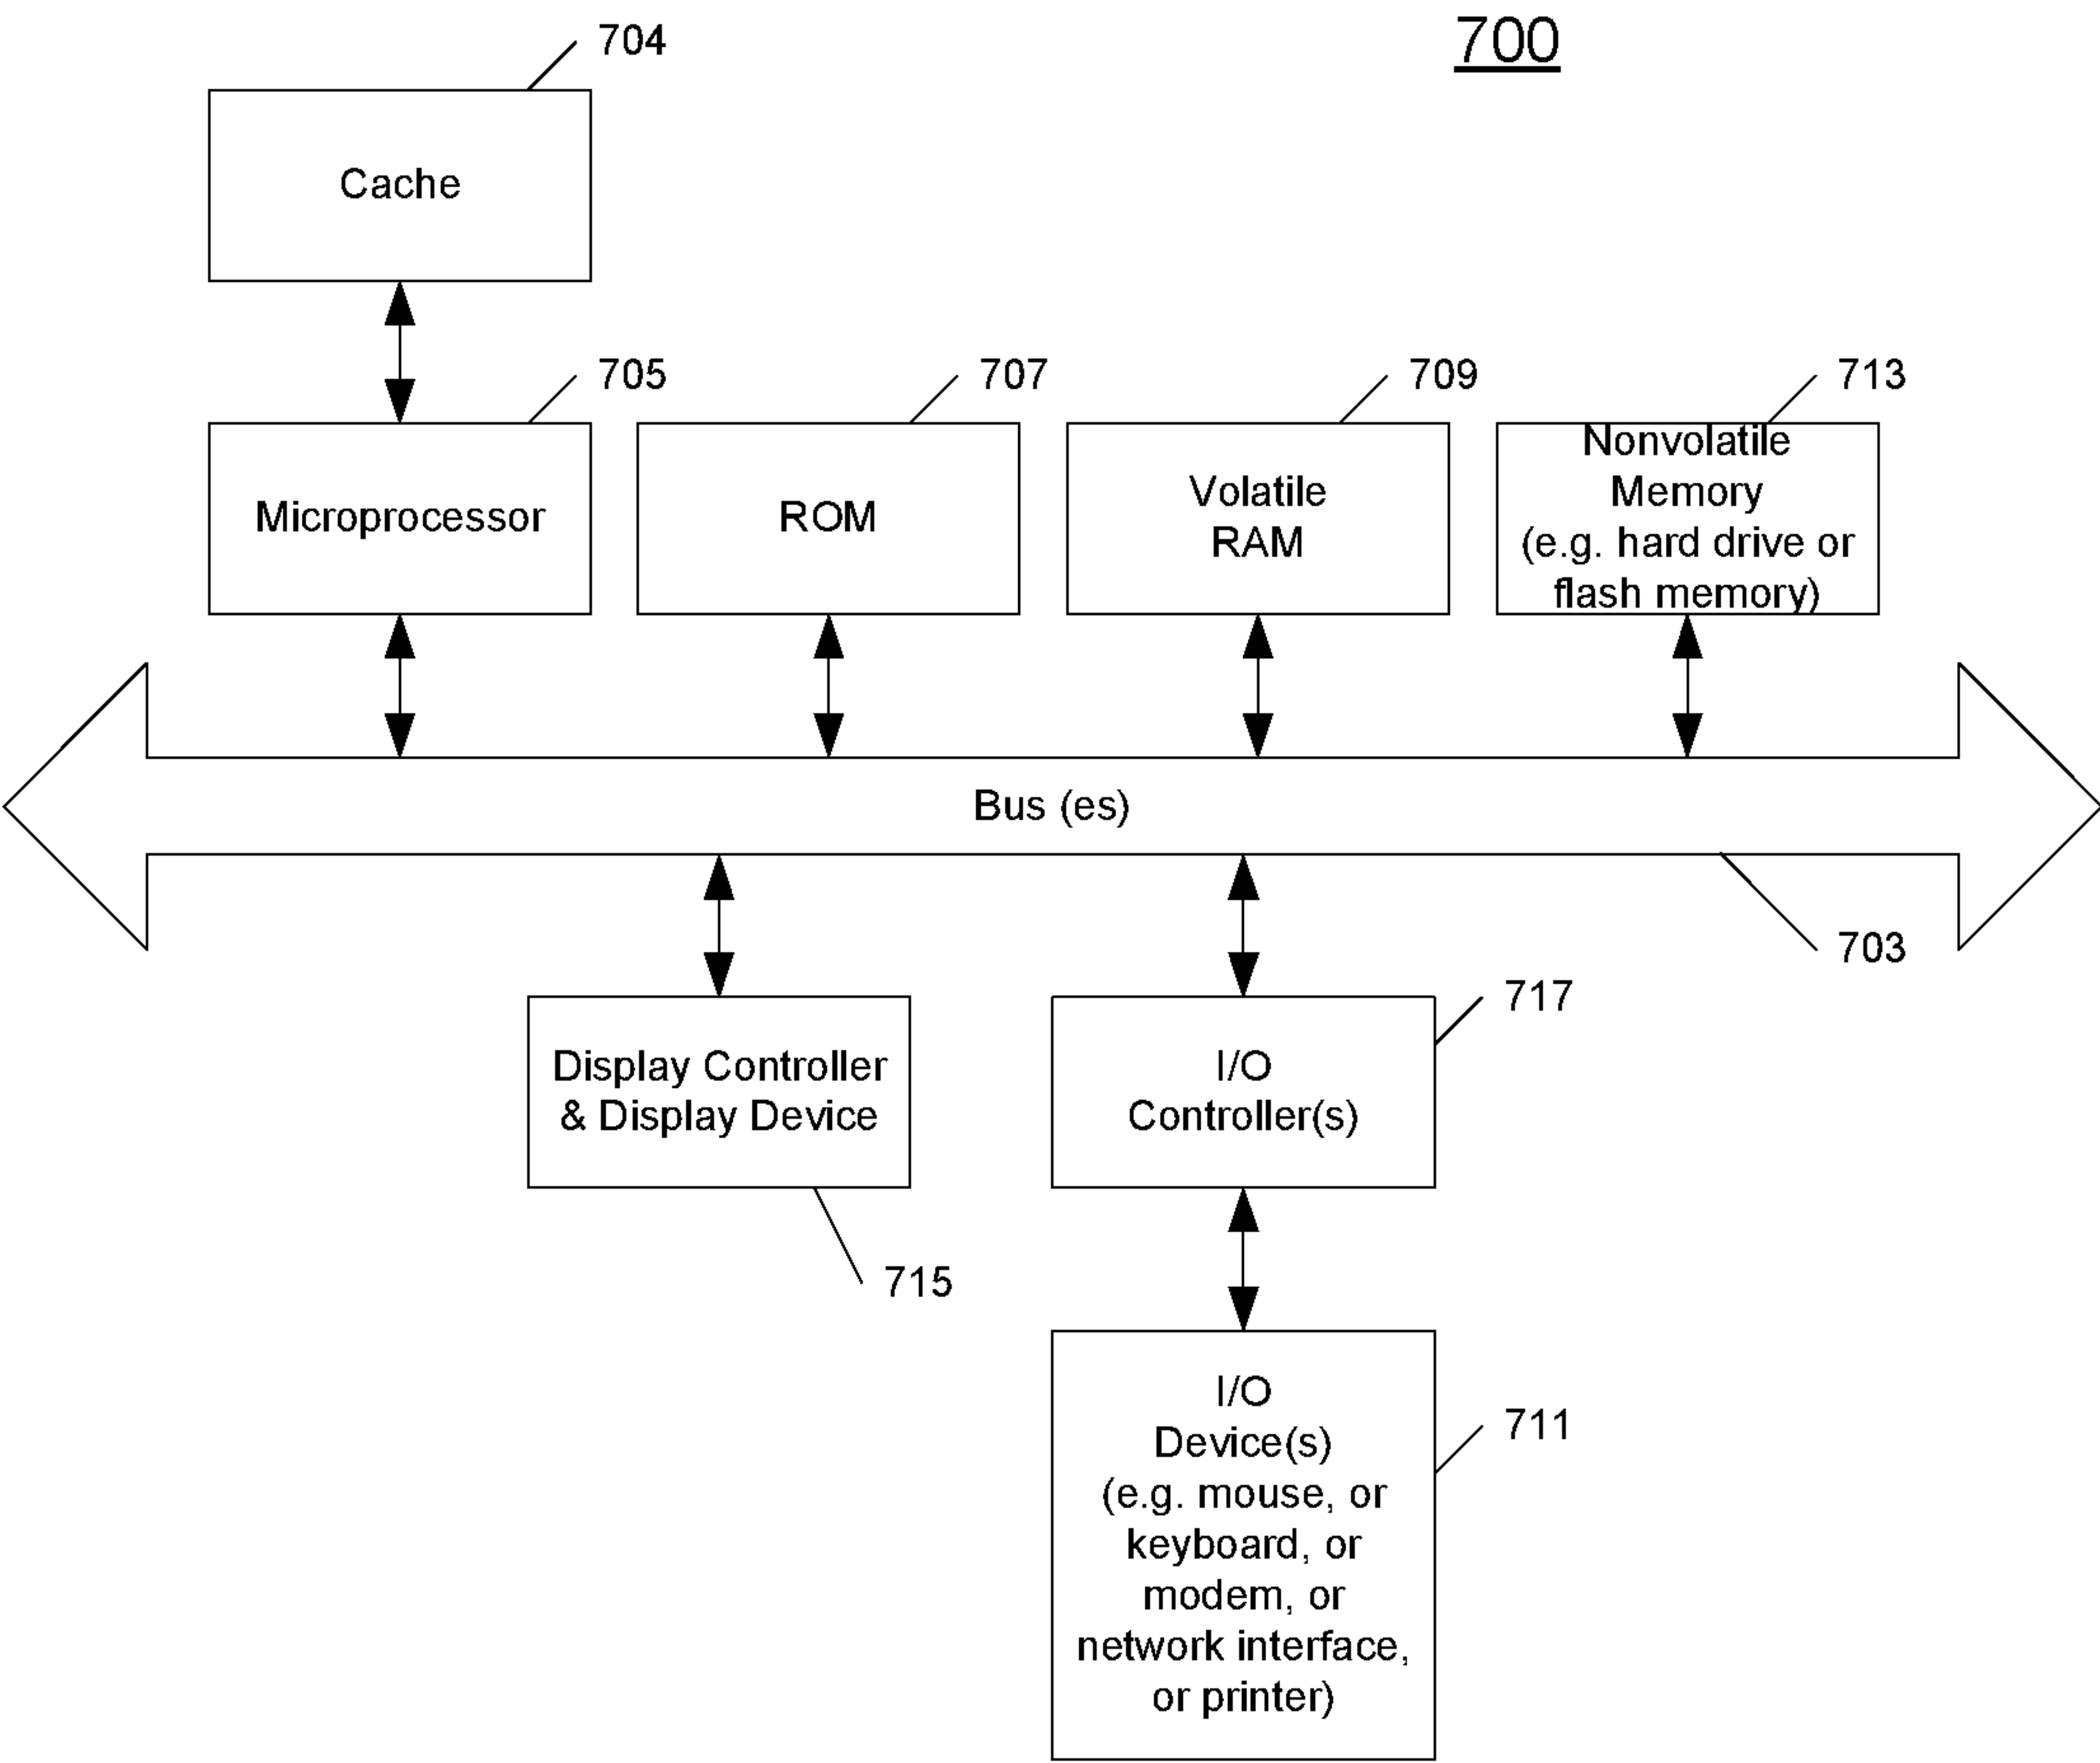 700
704
Cache
705
707
709
713
Microprocessor
ROM
Volatile
RAM
Nonvolatile
Memory
(e.g. hard drive or
flash memory)
Bus (es)
703
717
Display Controller
& Display Device
I/O
Controller(s)
715
I/O
Device(s)
(e.g. mouse, or
keyboard, or
modem, or
network interface,
or printer)
711